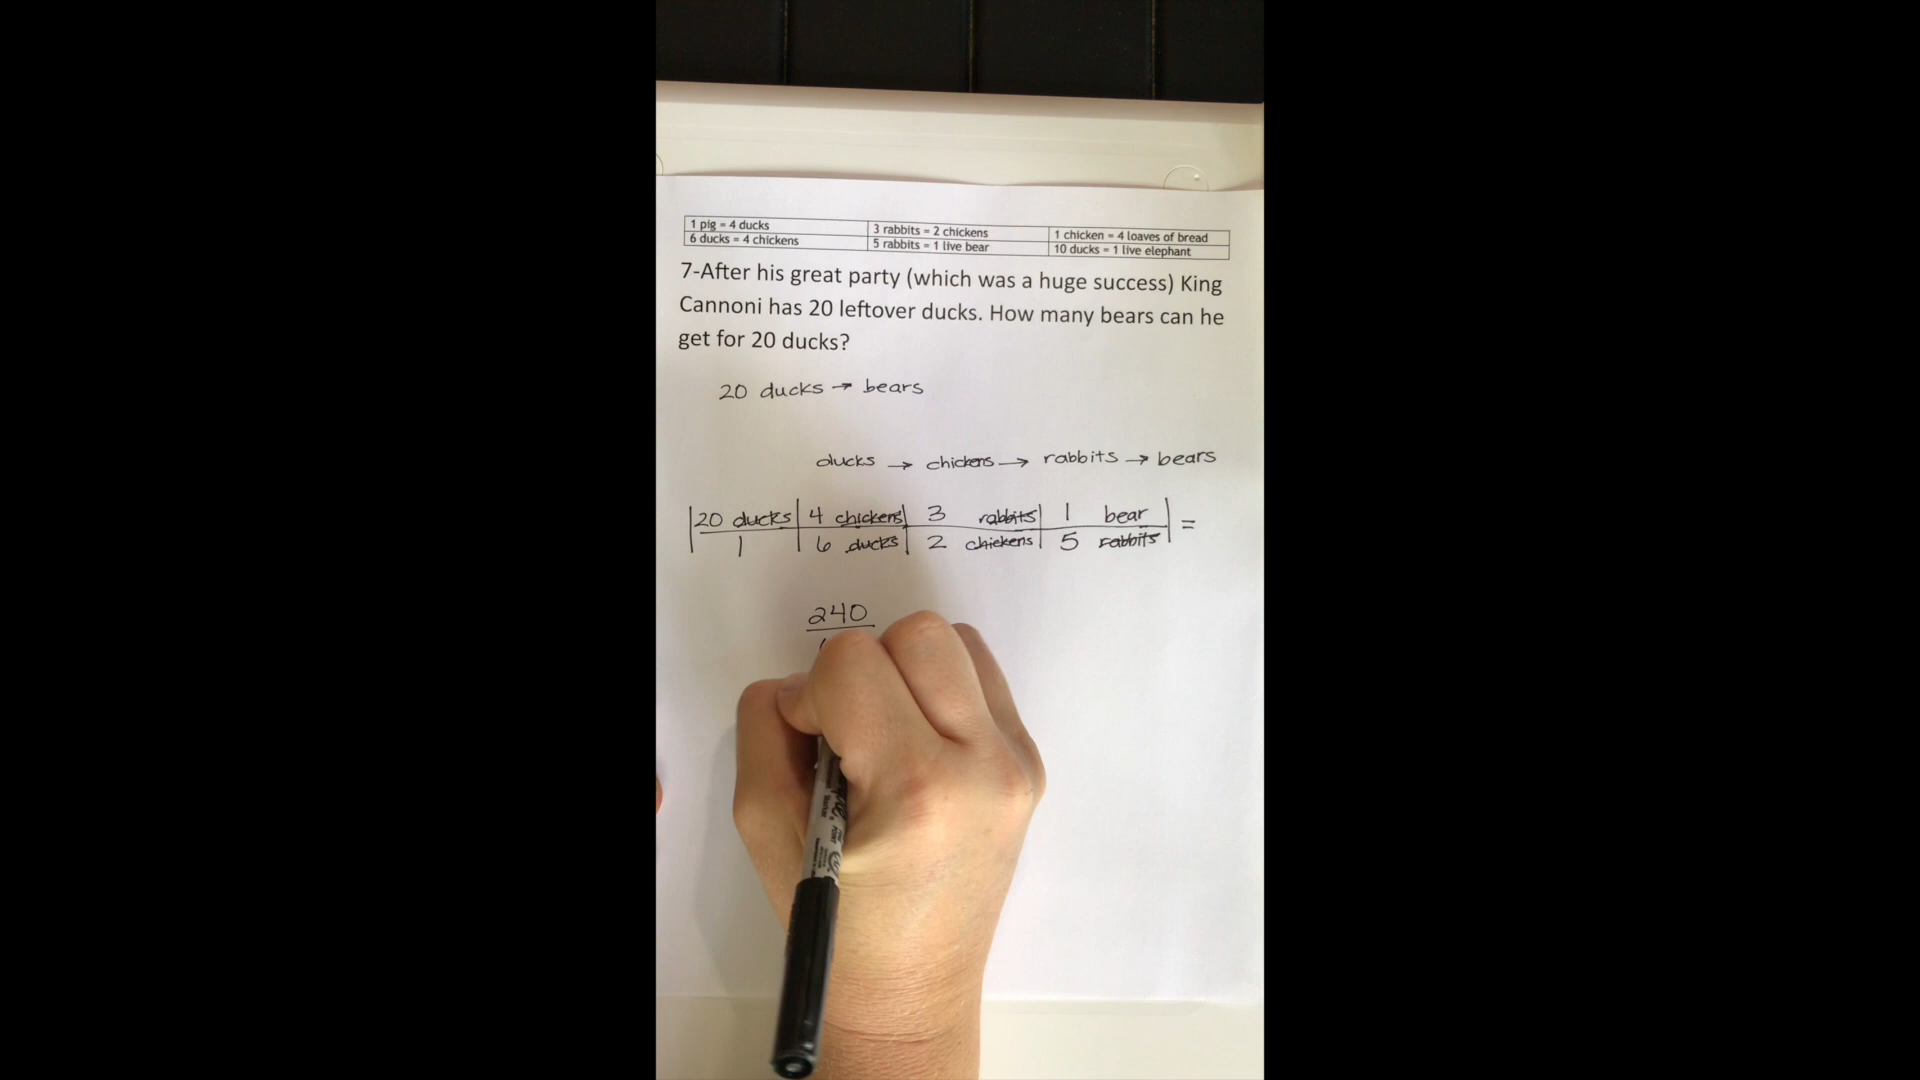 1 pig = 4 ducks 3 rabbits = 2 chickens 1 chicken = 4 loaves of bread
6 ducks = 4 chickens 5 rabbits = 1 live bear 10 ducks = 1 live elephant
7-After his great party (which was a huge success) King
Cannoni has 20 leftover ducks. How many bears can he
get for 20 ducks?
20 ducks → bears
ducks → chickens → rabbits → bears
20 ducks 4 chickens 3 rabbits 1 bear =
1 6 ducks 2 chickens 5 rabbits
240